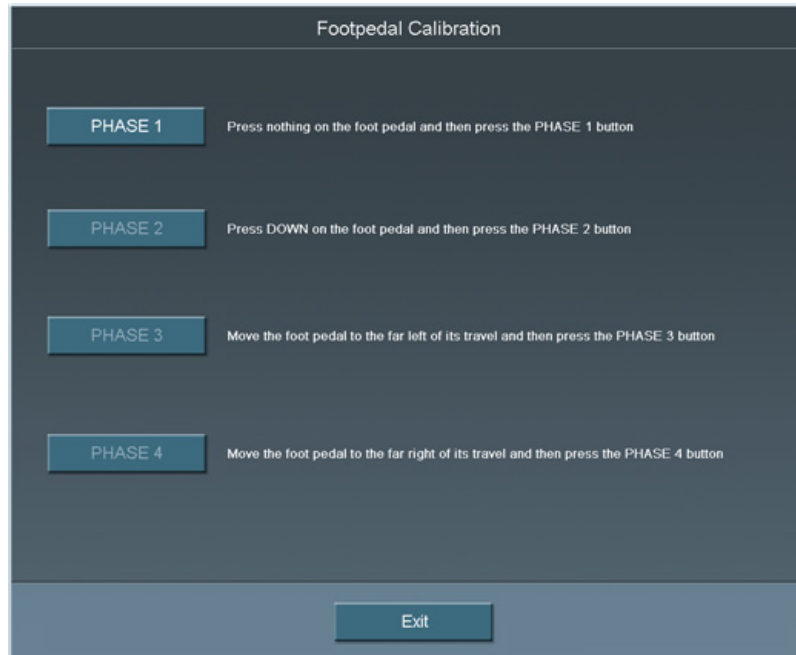 Footpedal Calibration
PHASE 1 Press nothing on the foot pedal and then press the PHASE 1 button
PHASE 2 Press DOWN on the foot pedal and then press the PHASE 2 button
PHASE 3 Move the foot pedal to the far left of its travel and then press the PHASE 3 button
PHASE 4 Move the foot pedal to the far right of its travel and then press the PHASE 4 button
Exit